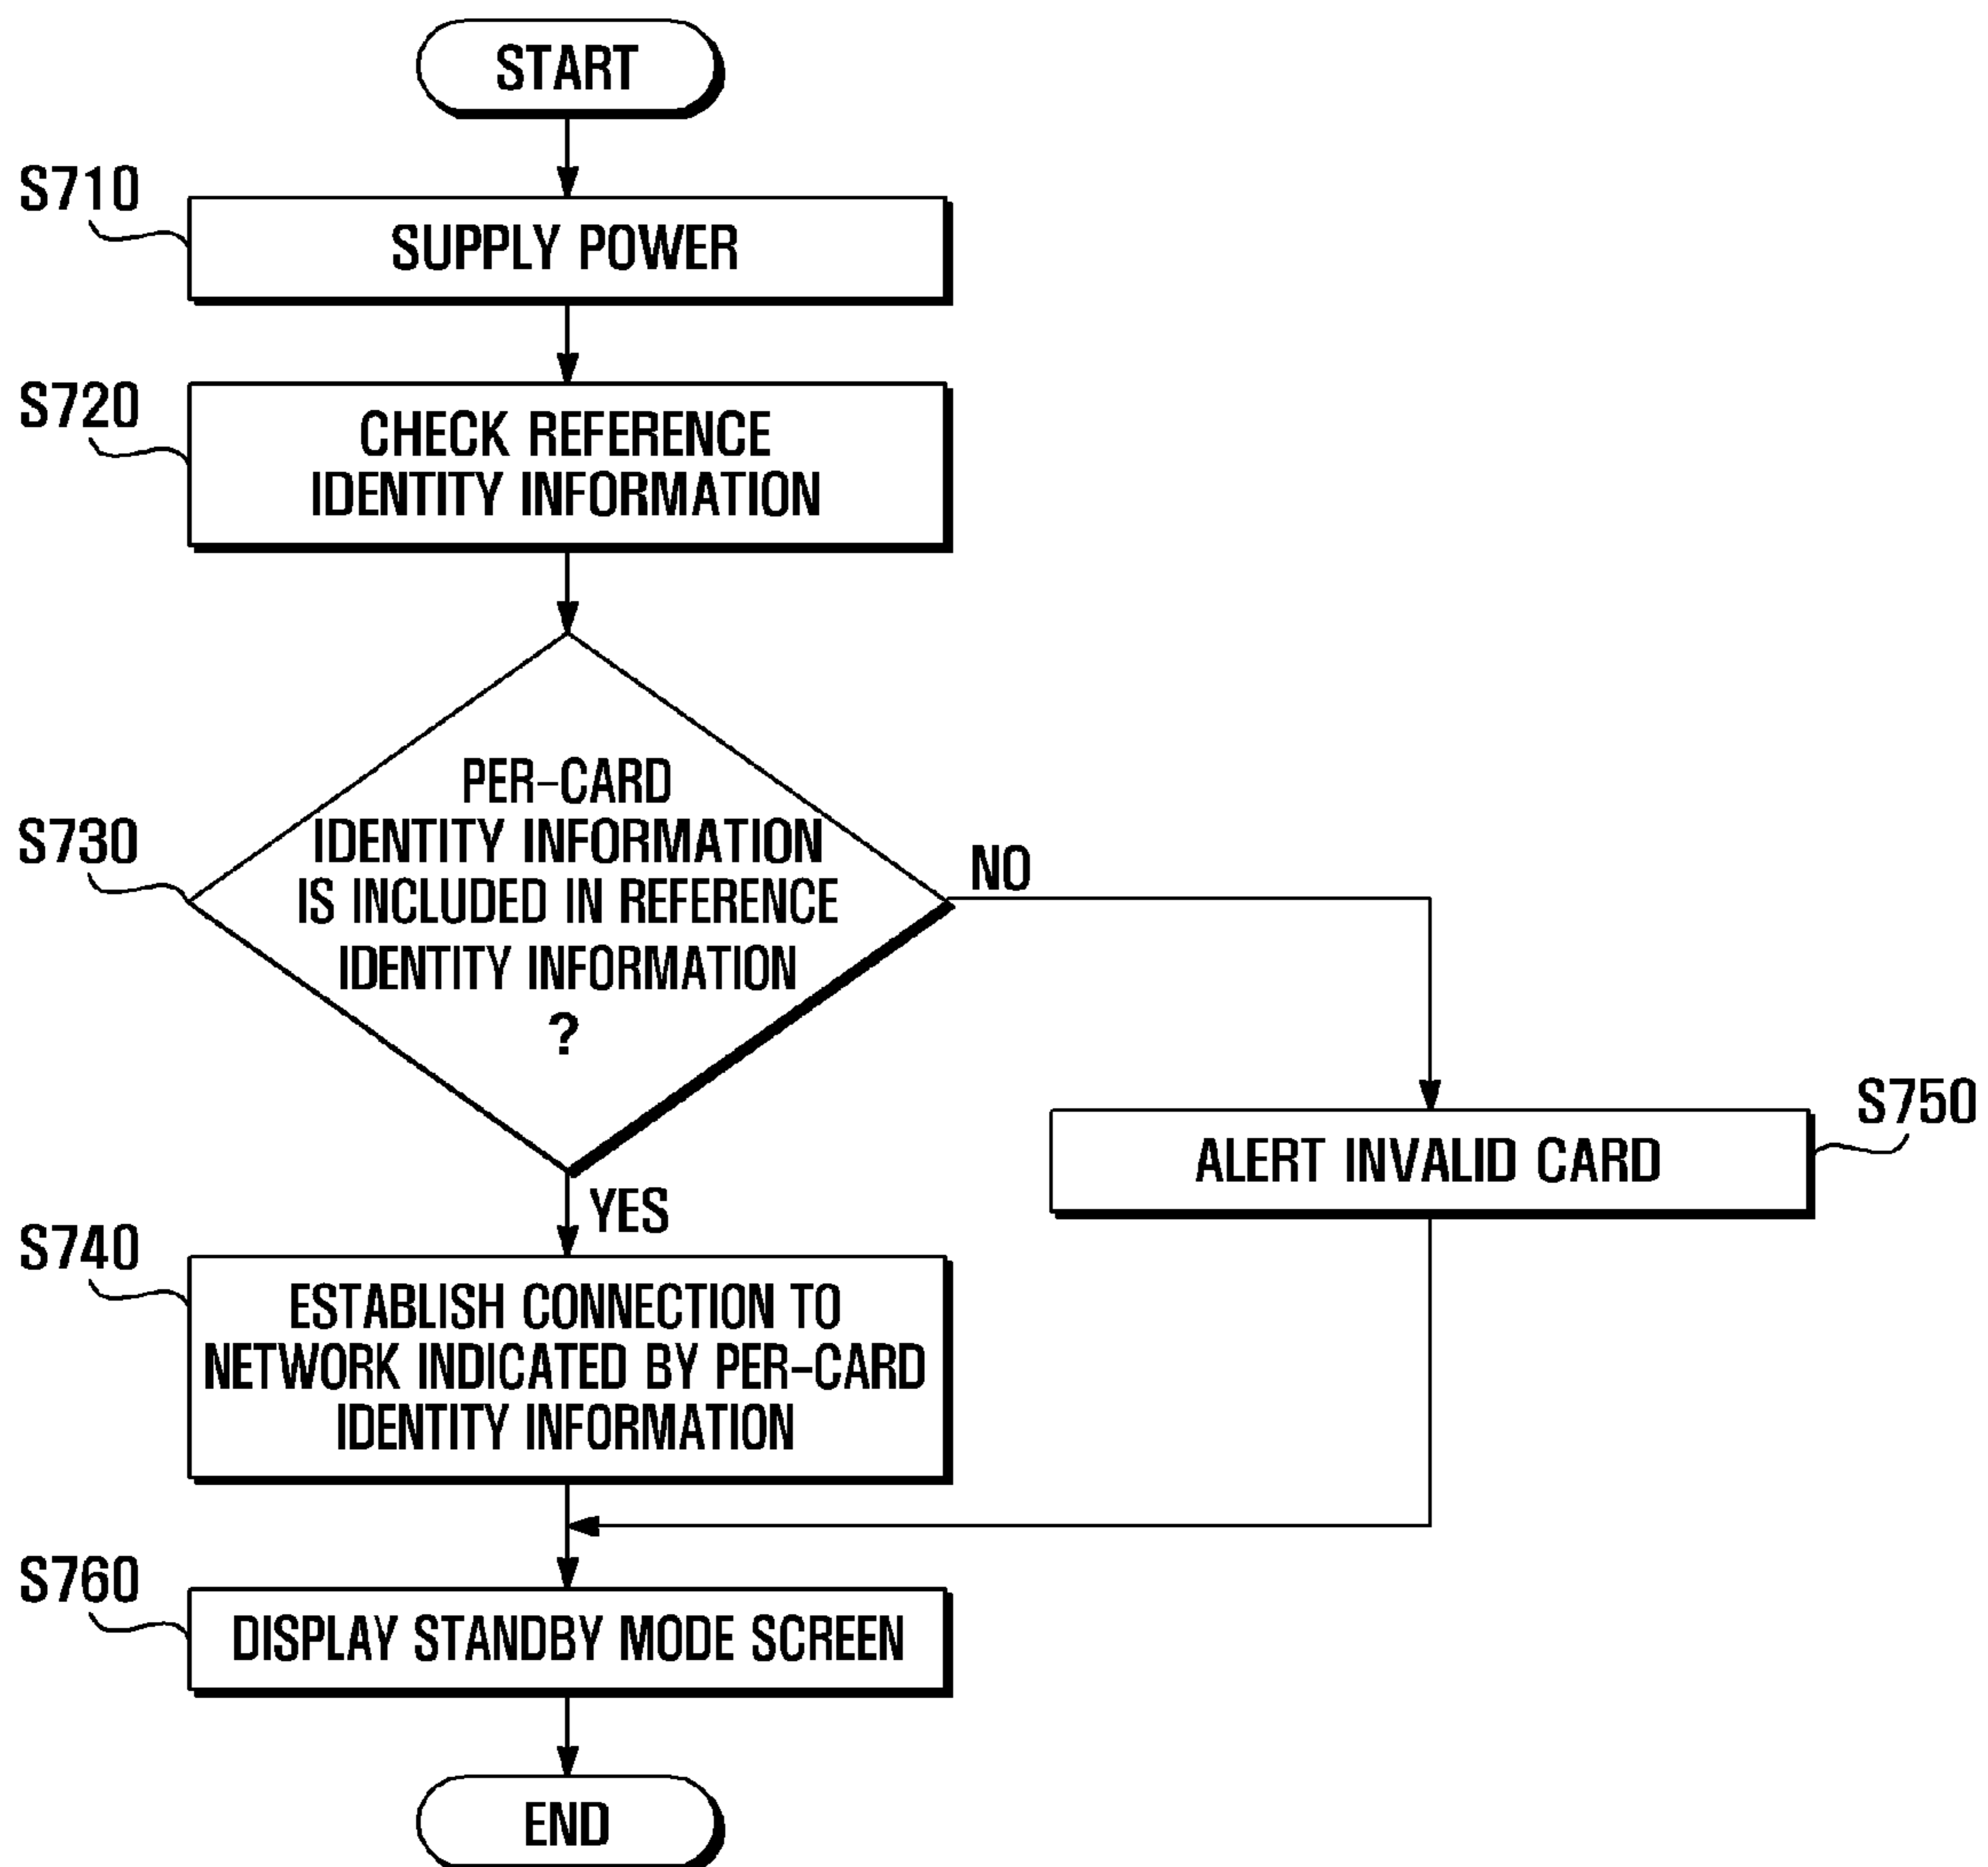 START
S710
SUPPLY POWER
S720
CHECK REFERENCE
IDENTITY INFORMATION
S730
PER-CARD
IDENTITY INFORMATION
IS INCLUDED IN REFERENCE
IDENTITY INFORMATION
?
NO
YES
S750
ALERT INVALID CARD
S740
ESTABLISH CONNECTION TO
NETWORK INDICATED BY PER-CARD
IDENTITY INFORMATION
S760
DISPLAY STANDBY MODE SCREEN
END